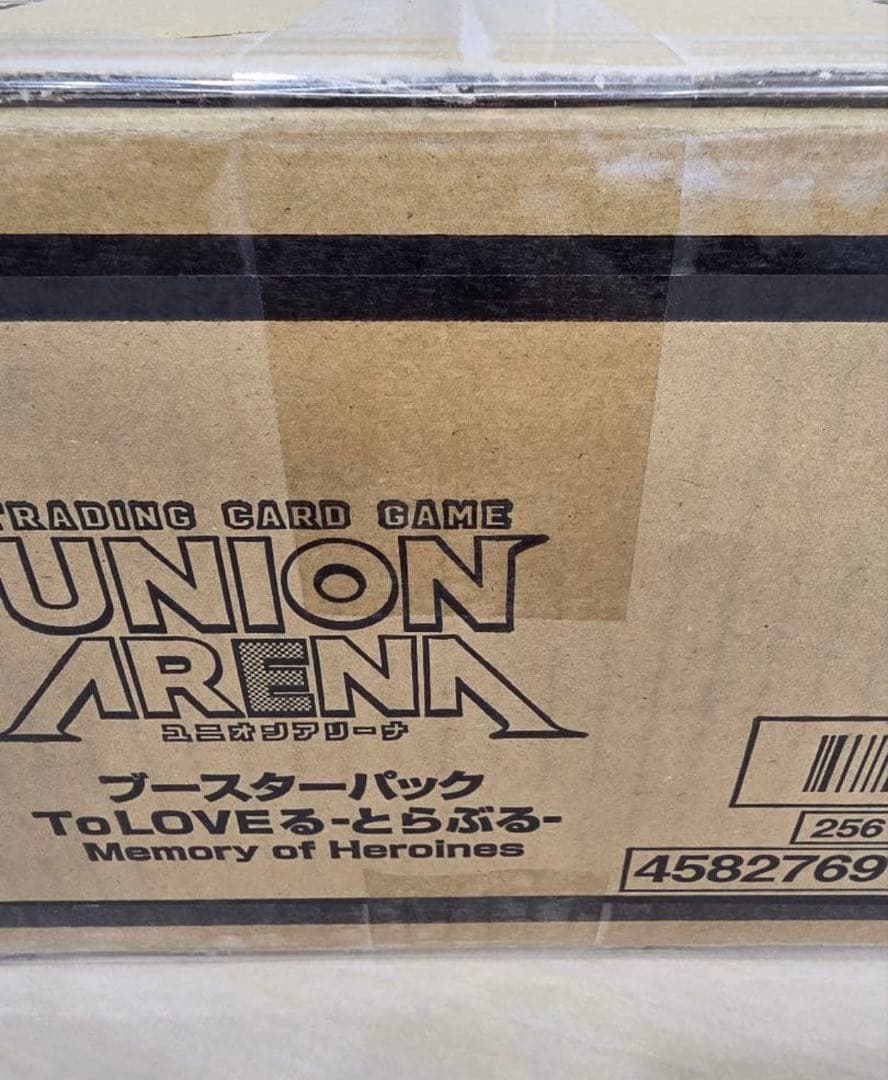 TRADING CARD GAME
UNION
ARENA
ユニオンアリーナ
ブースターパック
ToLOVEる-とらぶる-
Memory of Heroines
256
4582769